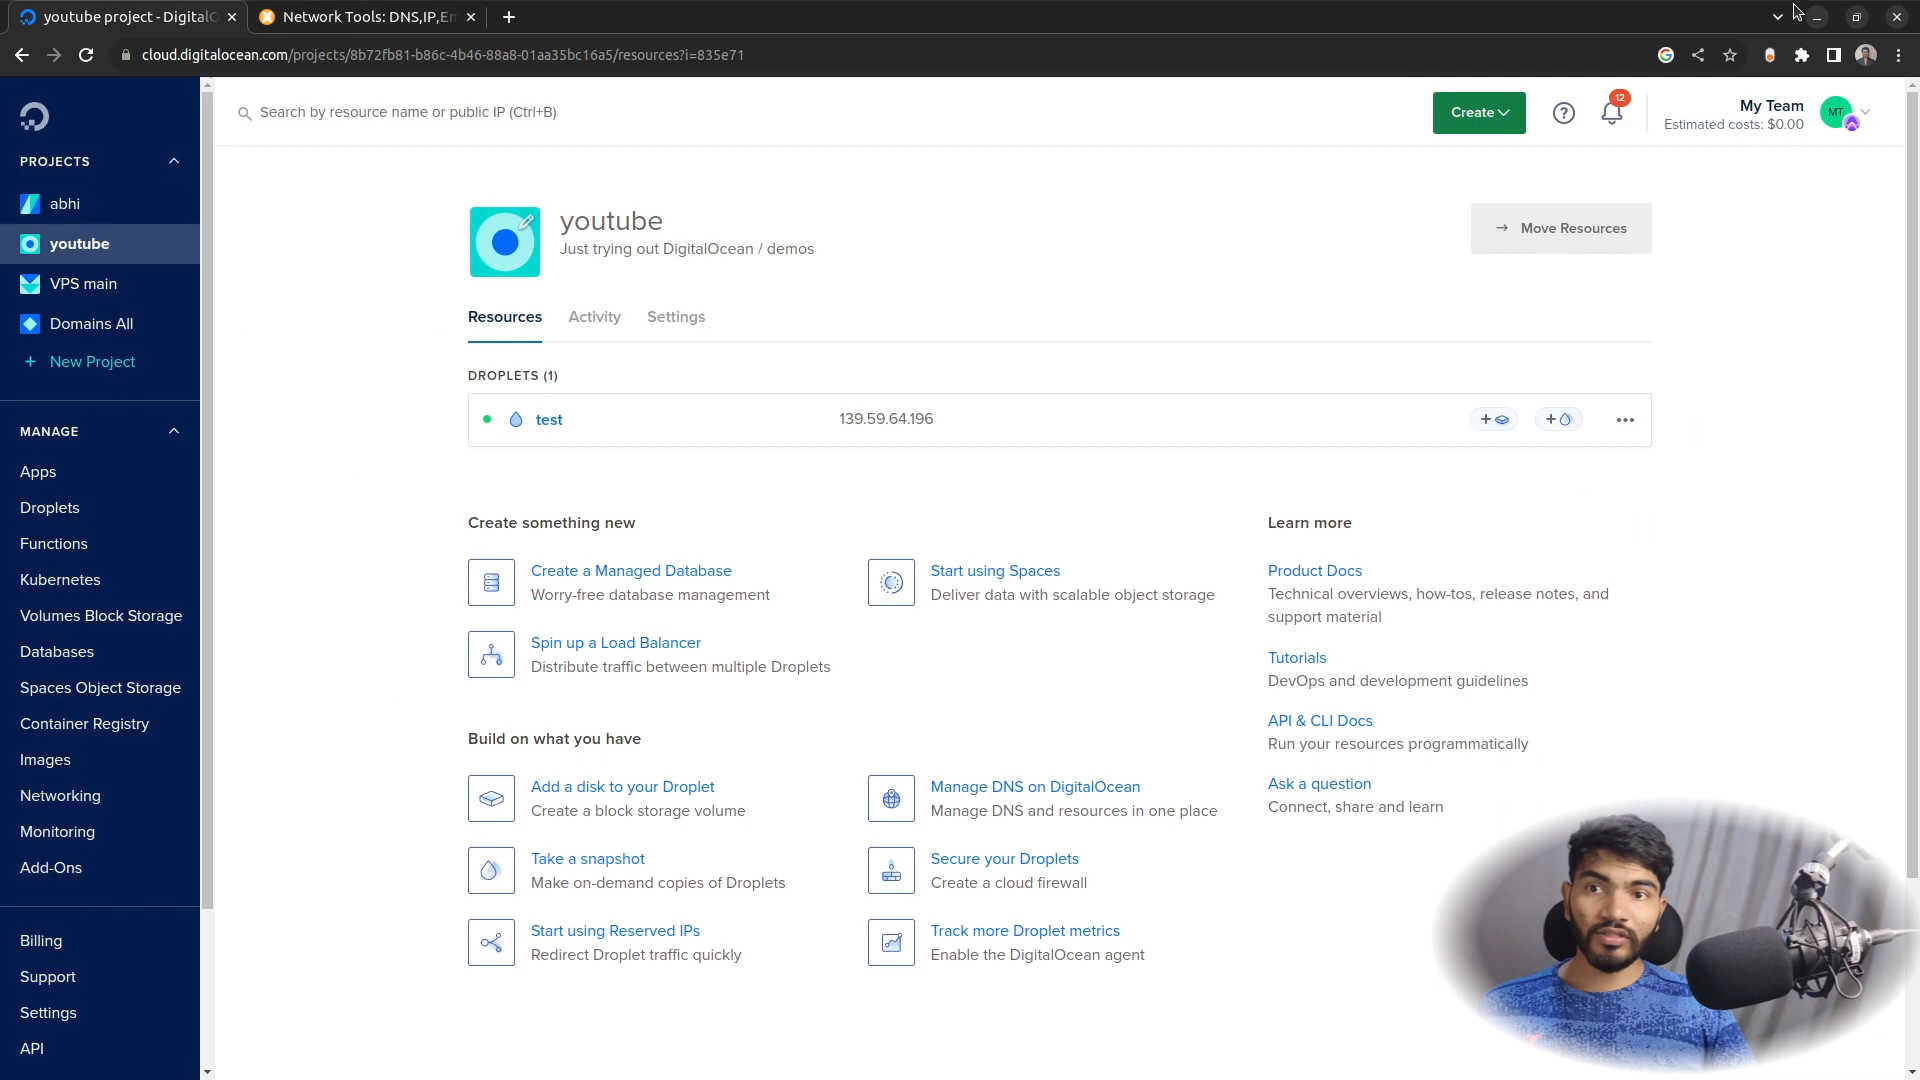 youtube project - DigitalO
Network Tools: DNS,IP,Em
cloud.digitalocean.com/projects/8b72fb81-b86c-4b46-88a8-01aa35bc16a5/resources?i=835e71
Search by resource name or public IP (Ctrl+B)
Create
12
My Team
Estimated costs: $0.00
MT
PROJECTS
abhi
youtube
VPS main
Domains All
+ New Project
MANAGE
Apps
Droplets
Functions
Kubernetes
Volumes Block Storage
Databases
Spaces Object Storage
Container Registry
Images
Networking
Monitoring
Add-Ons
Billing
Support
Settings
API
youtube
Just trying out DigitalOcean / demos
→ Move Resources
Resources
Activity
Settings
DROPLETS (1)
test
139.59.64.196
Create something new
Create a Managed Database
Worry-free database management
Start using Spaces
Deliver data with scalable object storage
Spin up a Load Balancer
Distribute traffic between multiple Droplets
Build on what you have
Add a disk to your Droplet
Create a block storage volume
Manage DNS on DigitalOcean
Manage DNS and resources in one place
Take a snapshot
Make on-demand copies of Droplets
Secure your Droplets
Create a cloud firewall
Start using Reserved IPs
Redirect Droplet traffic quickly
Track more Droplet metrics
Enable the DigitalOcean agent
Learn more
Product Docs
Technical overviews, how-tos, release notes, and
support material
Tutorials
DevOps and development guidelines
API & CLI Docs
Run your resources programmatically
Ask a question
Connect, share and learn